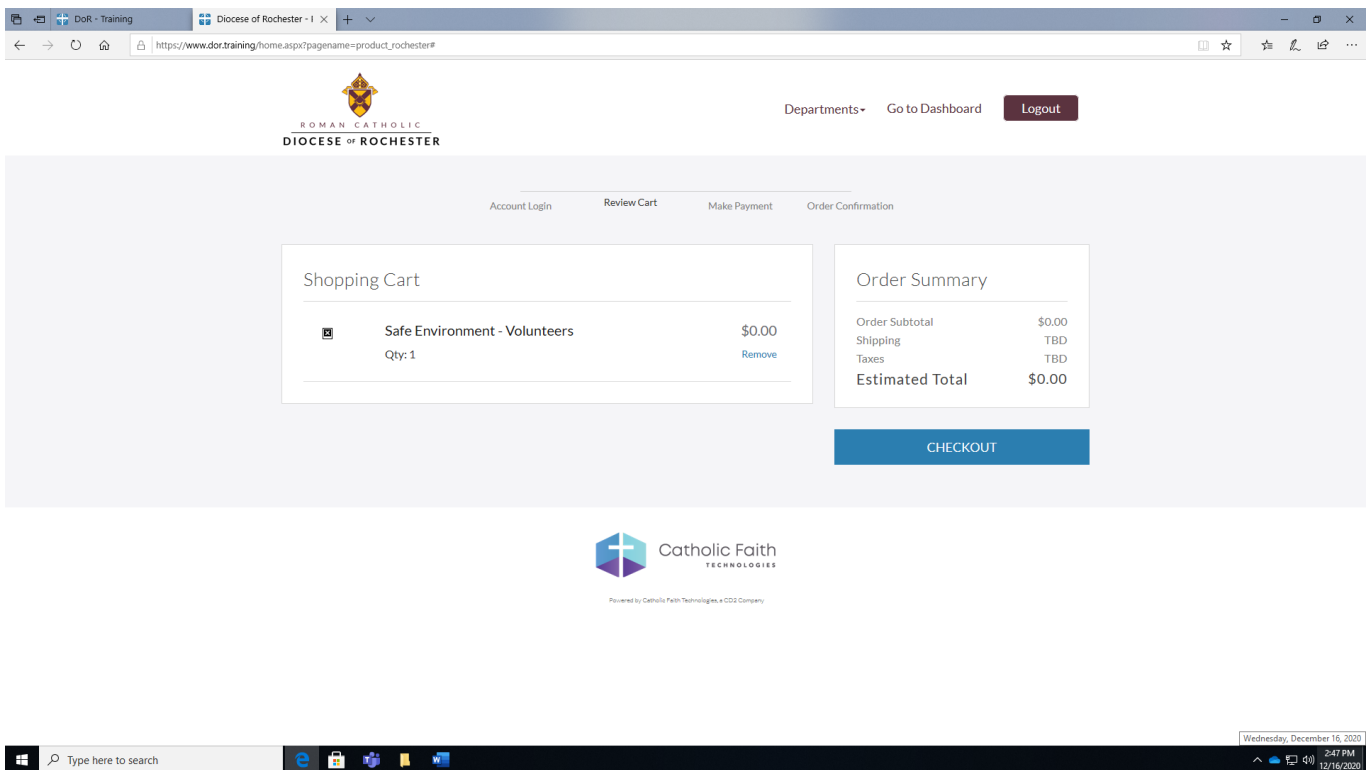 DoR - Training
Diocese of Rochester - I
https://www.dor.training/home.aspx?pagename=product_rochester#
ROMAN CATHOLIC
DIOCESE OF ROCHESTER
Departments
Go to Dashboard
Logout
Account Login
Review Cart
Make Payment
Order Confirmation
Shopping Cart
Safe Environment - Volunteers
$0.00
Qty: 1
Remove
Order Summary
Order Subtotal $0.00
Shipping TBD
Taxes TBD
Estimated Total $0.00
CHECKOUT
Catholic Faith
TECHNOLOGIES
Powered by Catholic Faith Technologies, a CO2 Company
Wednesday, December 16, 2020
Type here to search
2:47 PM
12/16/2020